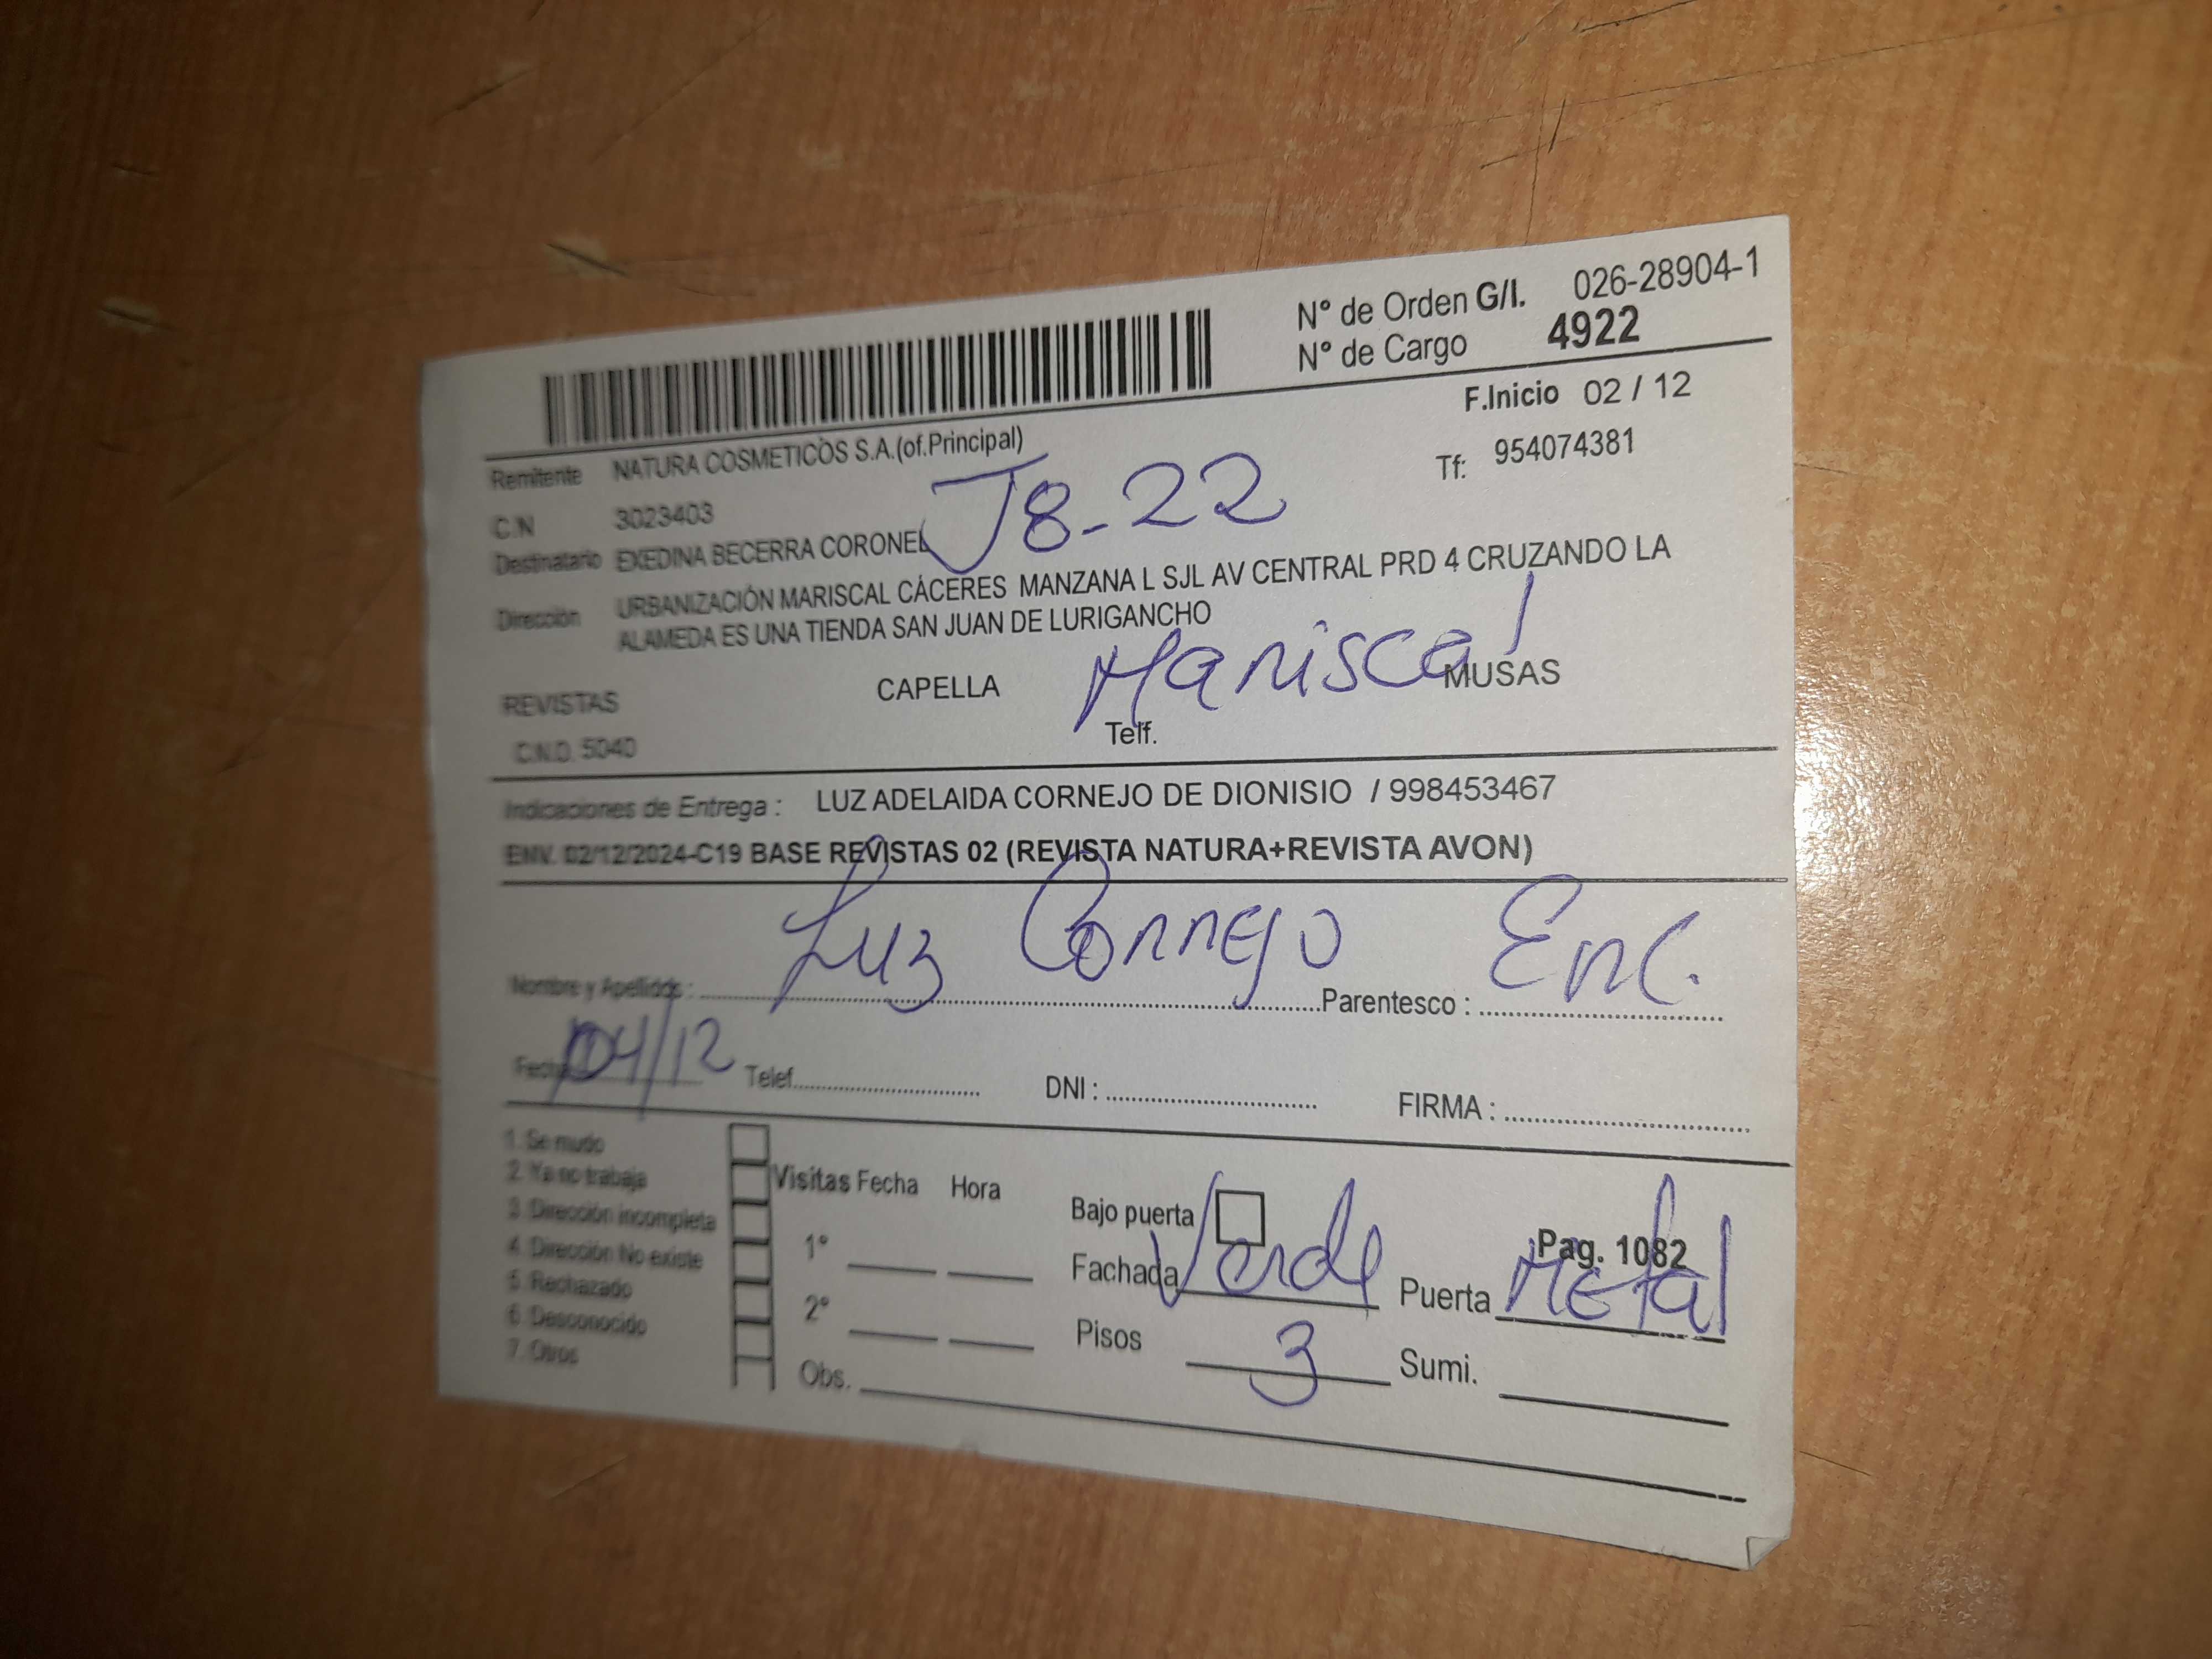 N° de Orden G/I. 026-28904-1
N° de Cargo 4922
F.Inicio 02 / 12
Remitente NATURA COSMETICOS S.A.(of.Principal)
Tf: 954074381
C.N 3023403
J8-22
Destinatario EXEDINA BECERRA CORONEL
Dirección URBANIZACIÓN MARISCAL CÁCERES MANZANA L SJL AV CENTRAL PRD 4 CRUZANDO LA
ALAMEDA ES UNA TIENDA SAN JUAN DE LURIGANCHO
Mariscal
REVISTAS CAPELLA MUSAS
C.N.D. 5040 Telf.
Indicaciones de Entrega : LUZ ADELAIDA CORNEJO DE DIONISIO / 998453467
ENV. 02/12/2024-C19 BASE REVISTAS 02 (REVISTA NATURA+REVISTA AVON)
Nombre y Apellidos : Luz Cornejo Parentesco : Enc.
Fecha 04/12 Telef. DNI : FIRMA :
1. Se mudo
2. Ya no trabaja
3. Dirección incompleta
4. Dirección No existe
5. Rechazado
6. Desconocido
7. Otros
Visitas Fecha Hora
1°
2°
Obs.
Bajo puerta
Pag. 1082
Fachada Verde Puerta Metal
Pisos 3 Sumi.